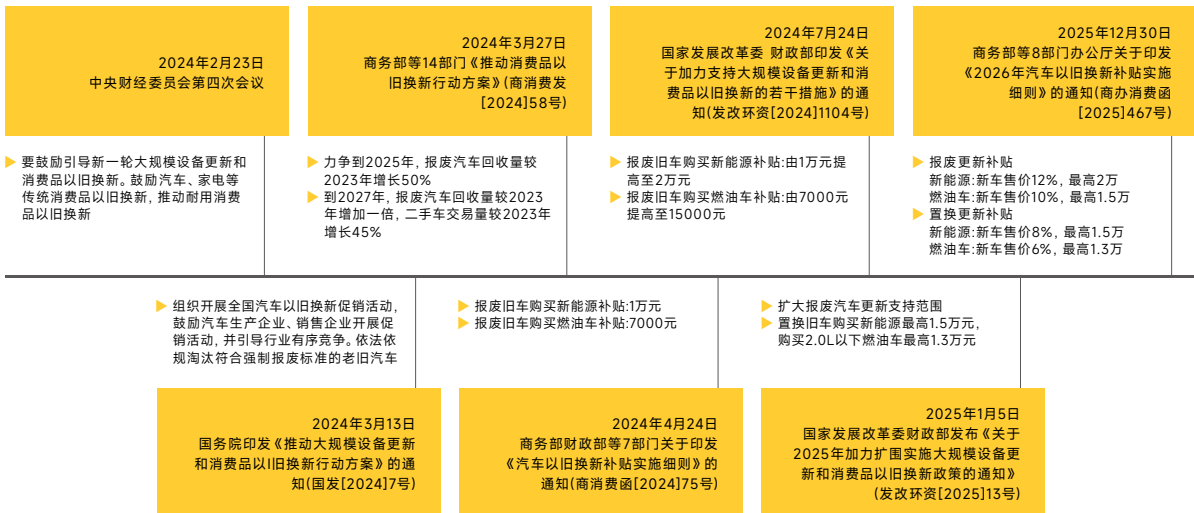 2024年2月23日
中央财经委员会第四次会议
要鼓励引导新一轮大规模设备更新和
消费品以旧换新。鼓励汽车、家电等
传统消费品以旧换新, 推动耐用消费
品以旧换新
2024年3月13日
国务院印发《推动大规模设备更新
和消费品以旧换新行动方案》的通
知(国发[2024]7号)
组织开展全国汽车以旧换新促销活动,
鼓励汽车生产企业、销售企业开展促
销活动, 并引导行业有序竞争。依法依
规淘汰符合强制报废标准的老旧汽车
2024年3月27日
商务部等14部门《推动消费品以
旧换新行动方案》(商消费发
[2024]58号)
力争到2025年, 报废汽车回收量较
2023年增长50%
到2027年, 报废汽车回收量较2023
年增加一倍, 二手车交易量较2023年
增长45%
2024年4月24日
商务部财政部等7部门关于印发
《汽车以旧换新补贴实施细则》的
通知(商消费函[2024]75号)
报废旧车购买新能源补贴:1万元
报废旧车购买燃油车补贴:7000元
2024年7月24日
国家发展改革委 财政部印发《关
于加力支持大规模设备更新和消
费品以旧换新的若干措施》的通
知(发改环资[2024]1104号)
报废旧车购买新能源补贴:由1万元提
高至2万元
报废旧车购买燃油车补贴:由7000元
提高至15000元
2025年1月5日
国家发展改革委财政部发布《关于
2025年加力扩围实施大规模设备更
新和消费品以旧换新政策的通知》
(发改环资[2025]13号)
扩大报废汽车更新支持范围
置换旧车购买新能源最高1.5万元,
购买2.0L以下燃油车最高1.3万元
2025年12月30日
商务部等8部门办公厅关于印发
《2026年汽车以旧换新补贴实施
细则》的通知(商办消费函
[2025]467号)
报废更新补贴
新能源:新车售价12%, 最高2万
燃油车:新车售价10%, 最高1.5万
置换更新补贴
新能源:新车售价8%, 最高1.5万
燃油车:新车售价6%, 最高1.3万